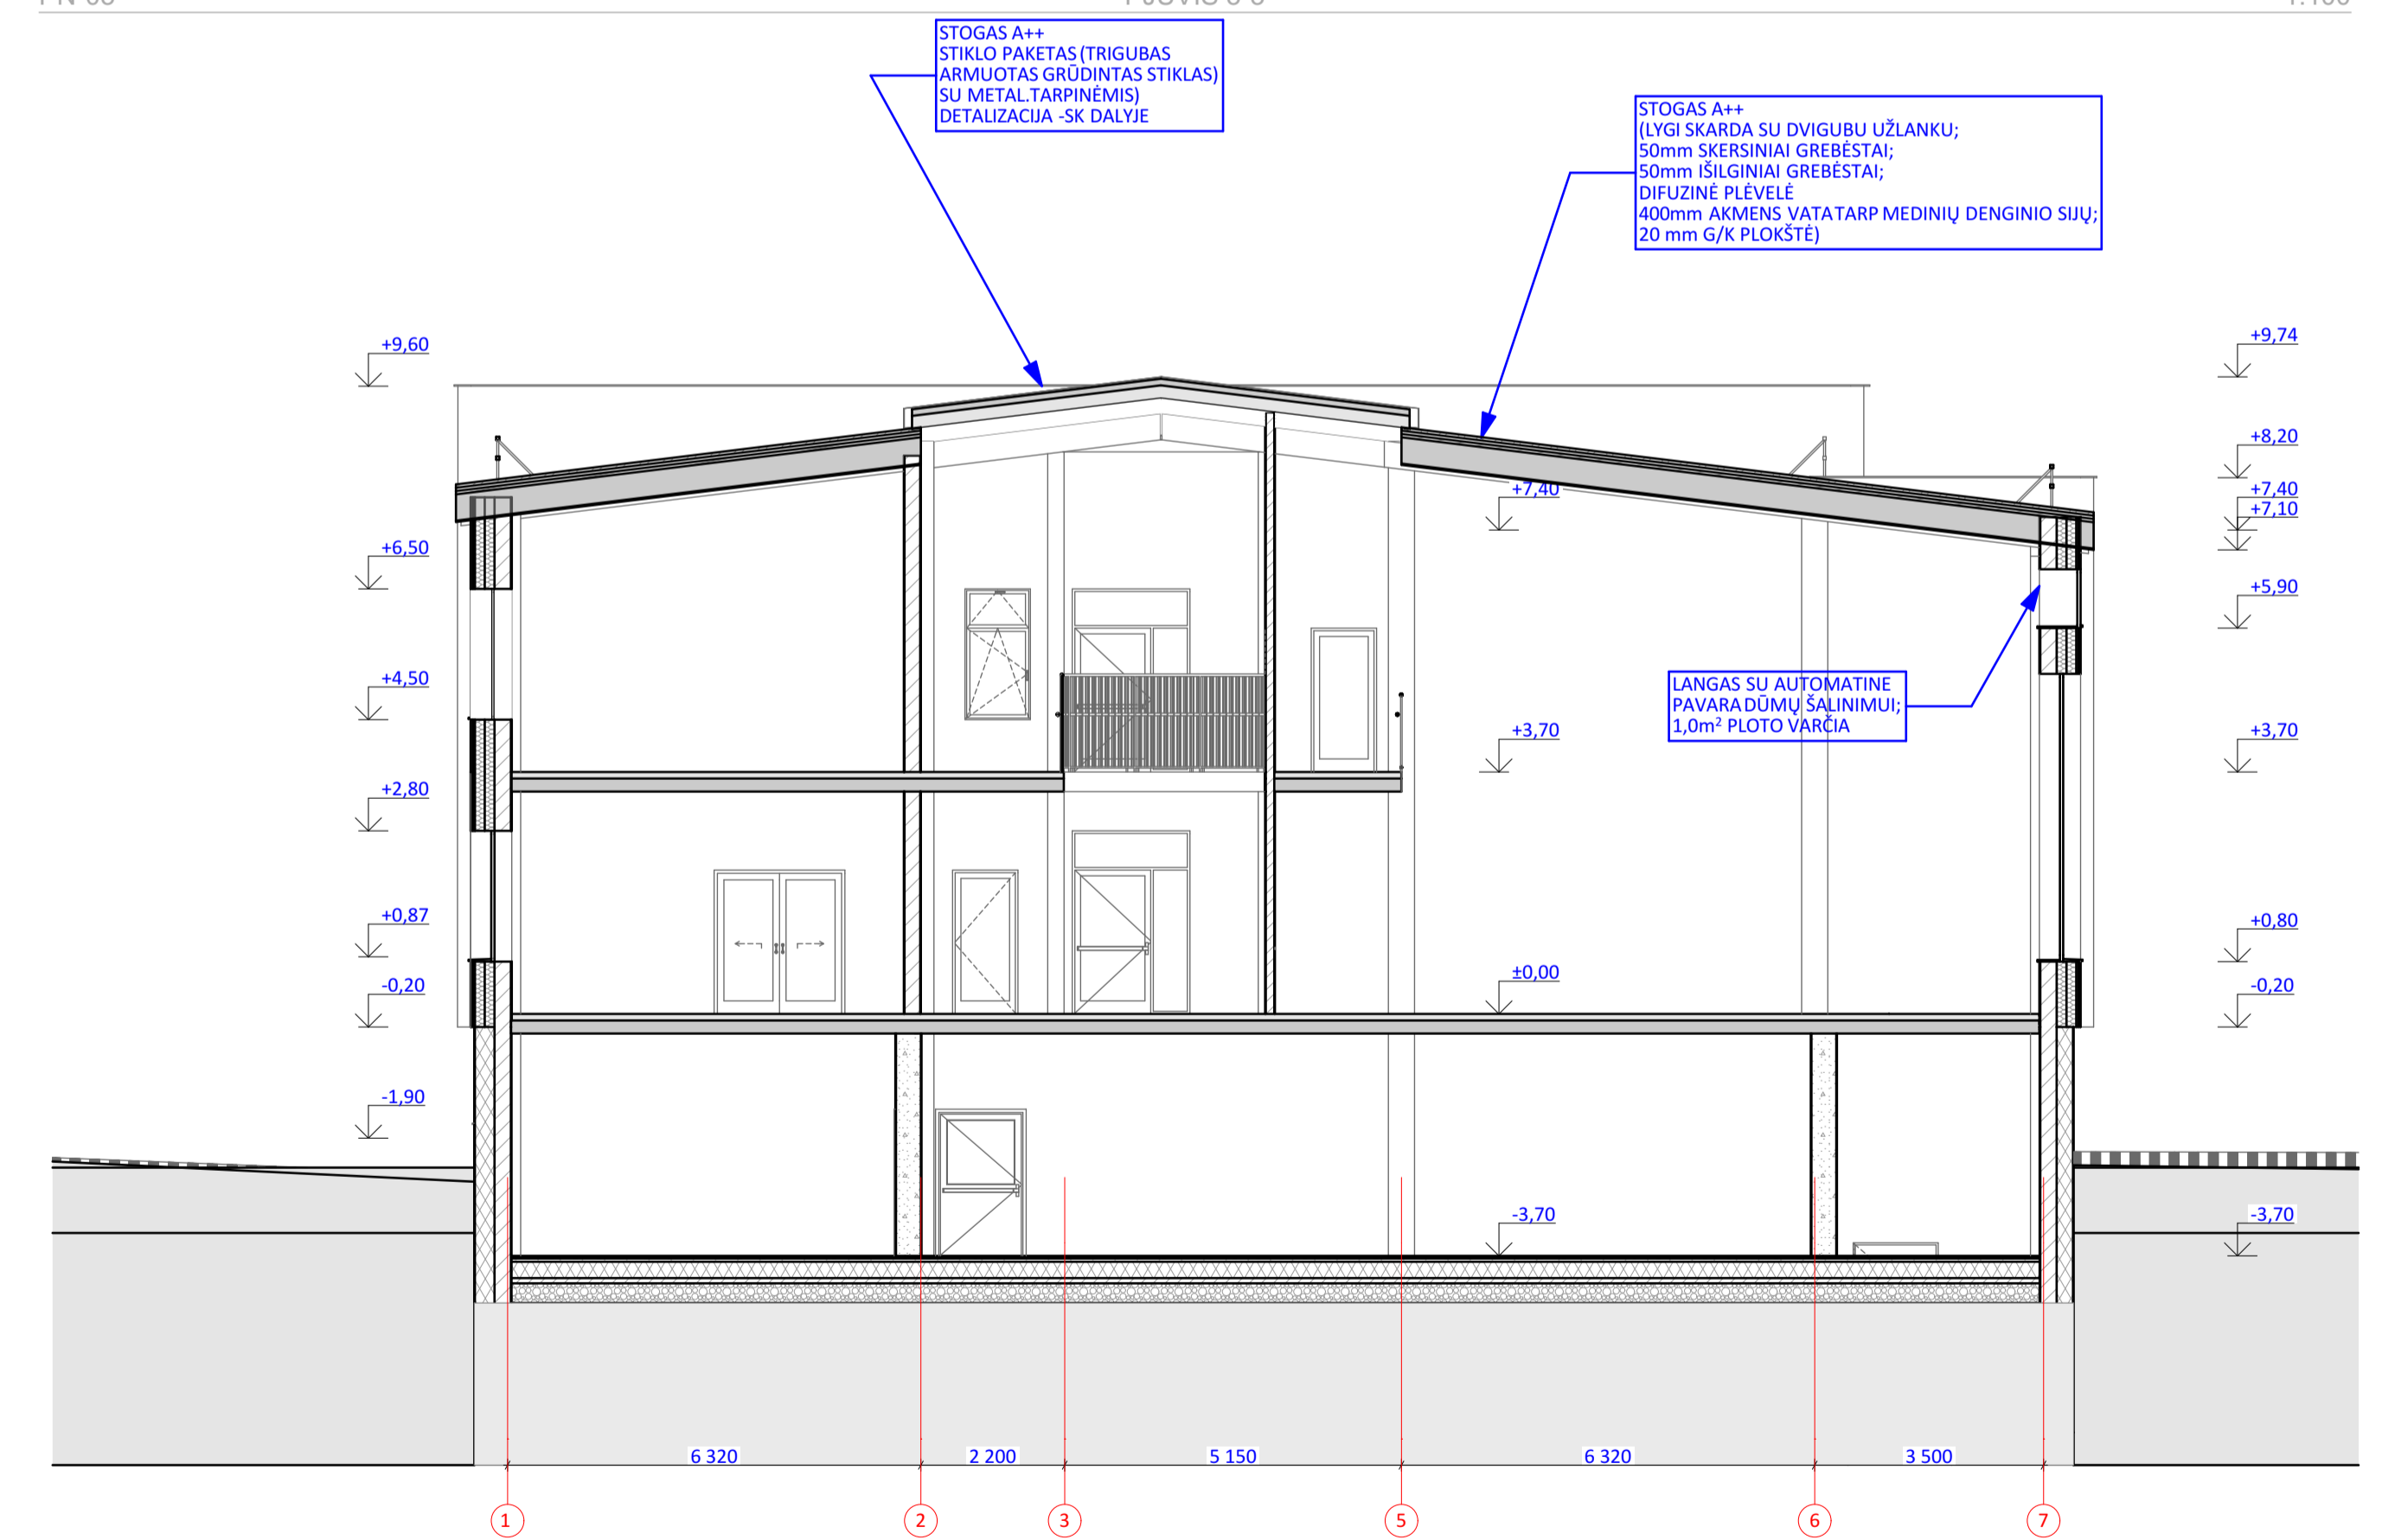 STOGAS A++
STIKLO PAKETAS (TRIGUBAS
ARMUOTAS GRŪDINTAS STIKLAS)
SU METAL.TARPINĖMIS)
DETALIZACIJA -SK DALYJE
STOGAS A++
(LYGI SKARDA SU DVIGUBU UŽLANKU;
50mm SKERSINIAI GREBĖSTAI;
50mm IŠILGINIAI GREBĖSTAI;
DIFUZINĖ PLĖVELĖ
400mm AKMENS VATA TARP MEDINIŲ DENGINIO SIJŲ;
20 mm G/K PLOKŠTĖ)
+9,60
+9,74
+8,20
+7,40
+7,40
+7,10
+6,50
+5,90
+4,50
LANGAS SU AUTOMATINE
PAVARA DŪMŲ ŠALINIMUI;
1,0m² PLOTO VARČIA
+3,70
+3,70
+2,80
+0,87
+0,80
±0,00
-0,20
-0,20
-1,90
-3,70
-3,70
6 320
2 200
5 150
6 320
3 500
1
2
3
5
6
7